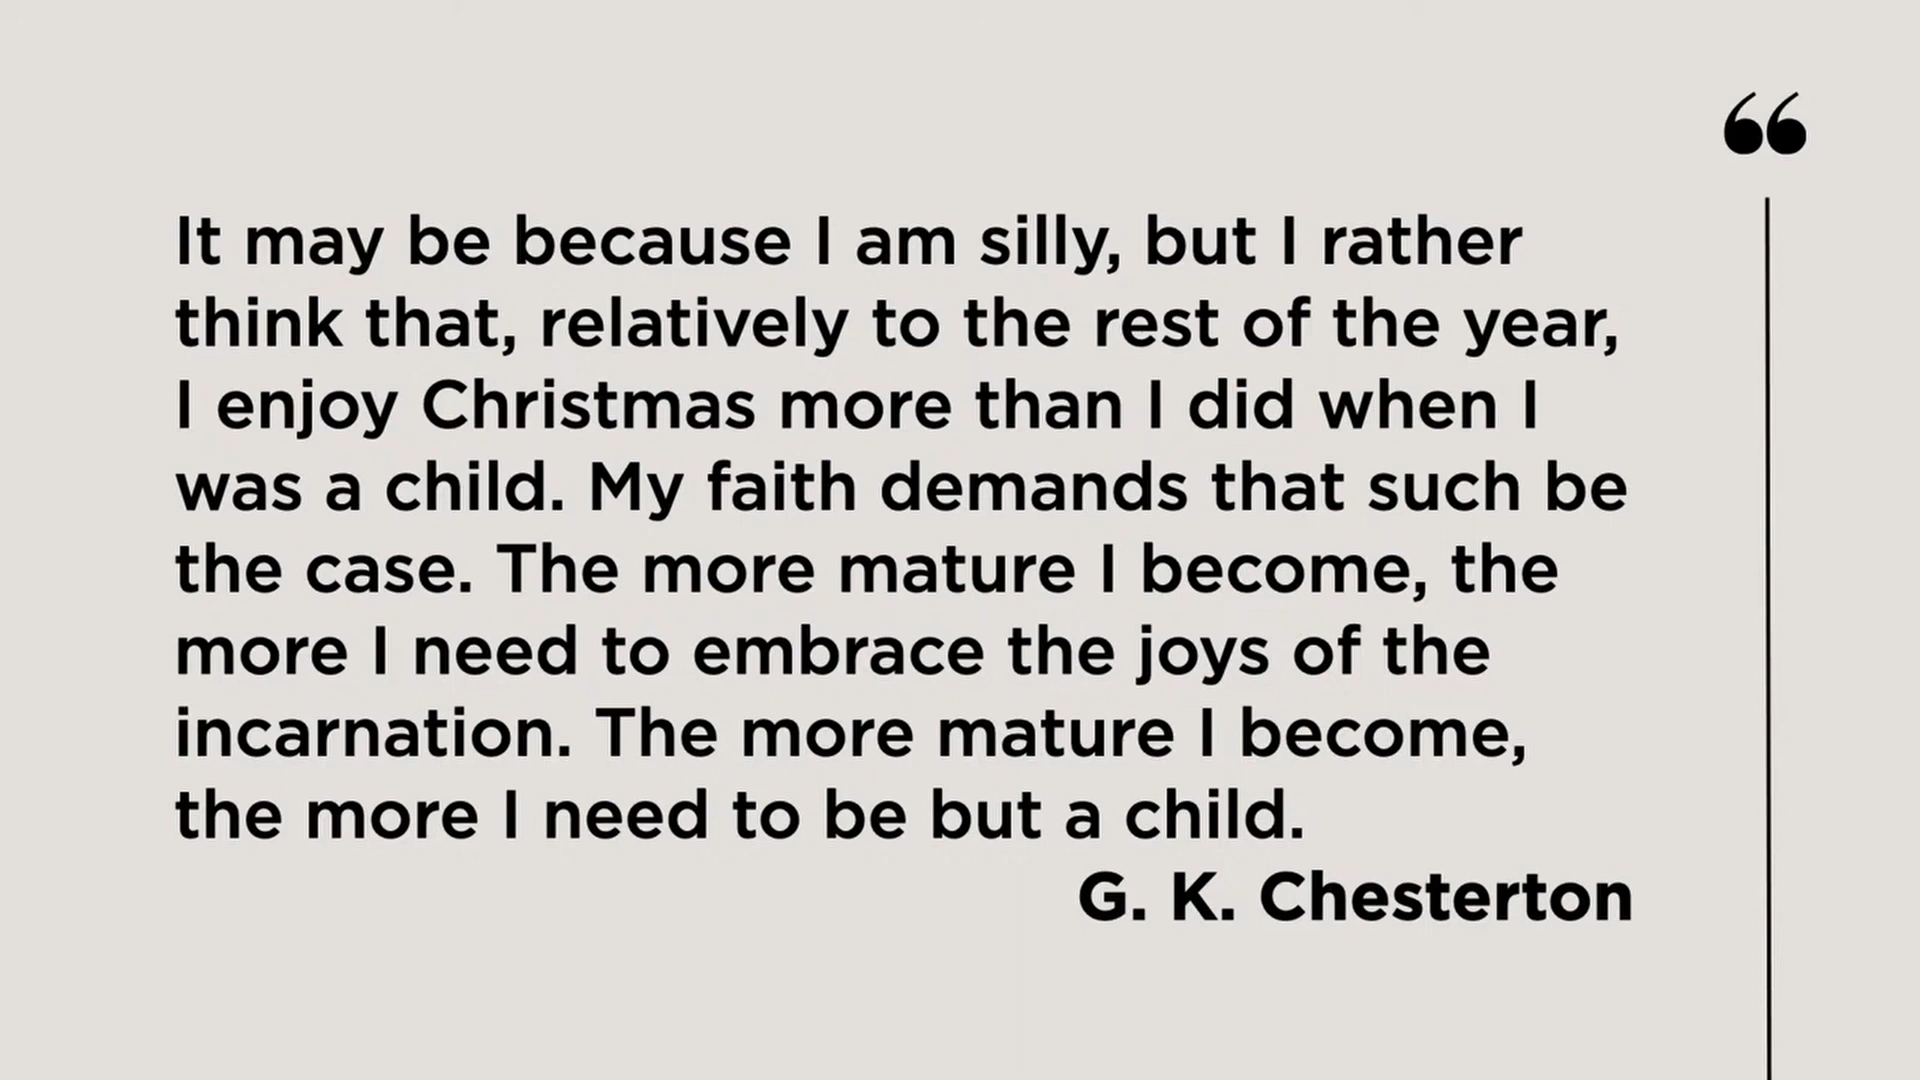 “
It may be because I am silly, but I rather
think that, relatively to the rest of the year,
I enjoy Christmas more than I did when I
was a child. My faith demands that such be
the case. The more mature I become, the
more I need to embrace the joys of the
incarnation. The more mature I become,
the more I need to be but a child.
G. K. Chesterton